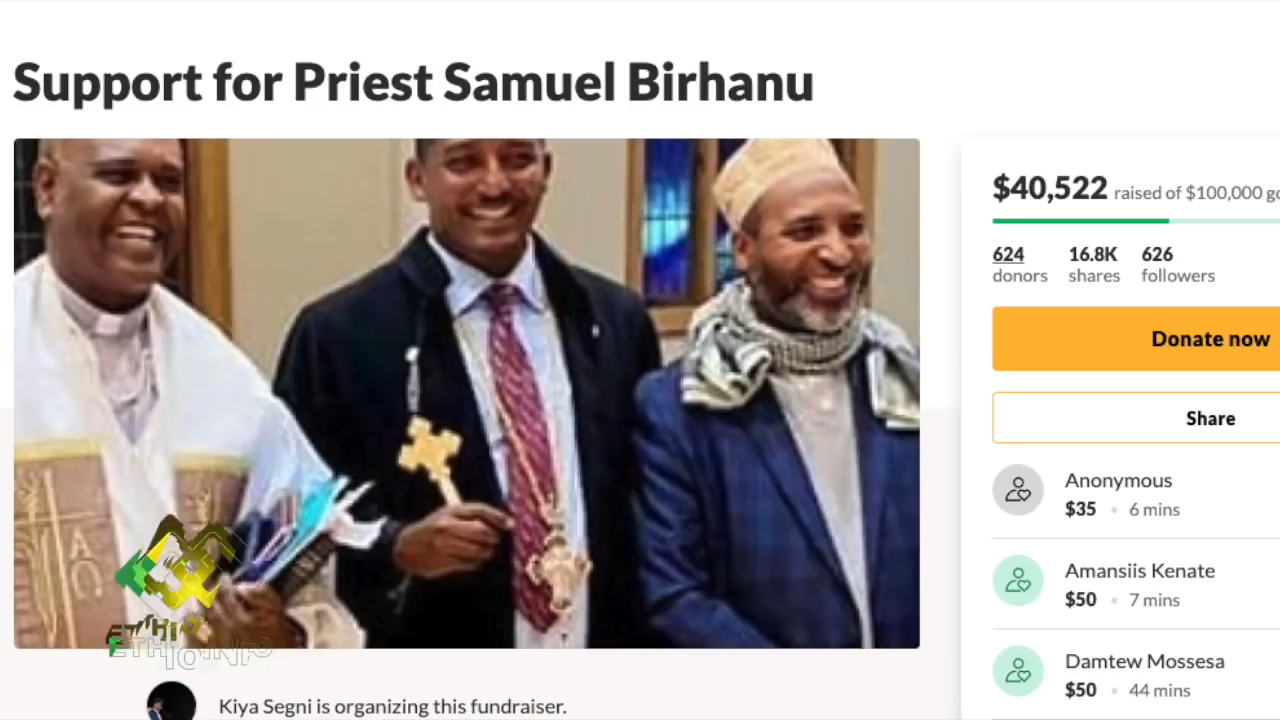 Support for Priest Samuel Birhanu
$40,522 raised of $100,000
624 16.8K 626
donors shares followers
Donate now
Share
Anonymous
$35 • 6 mins
Amansiis Kenate
$50 • 7 mins
Damtew Mossesa
$50 • 44 mins
ETHIO INFO
Kiya Segni is organizing this fundraiser.